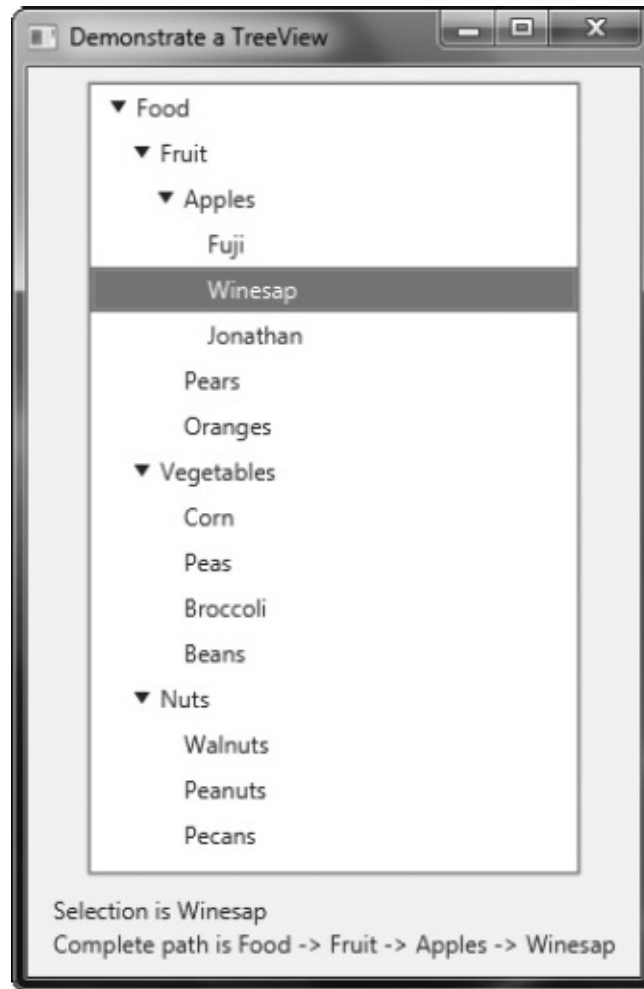 Demonstrate a TreeView
Food
Fruit
Apples
Fuji
Winesap
Jonathan
Pears
Oranges
Vegetables
Corn
Peas
Broccoli
Beans
Nuts
Walnuts
Peanuts
Pecans
Selection is Winesap
Complete path is Food -> Fruit -> Apples -> Winesap